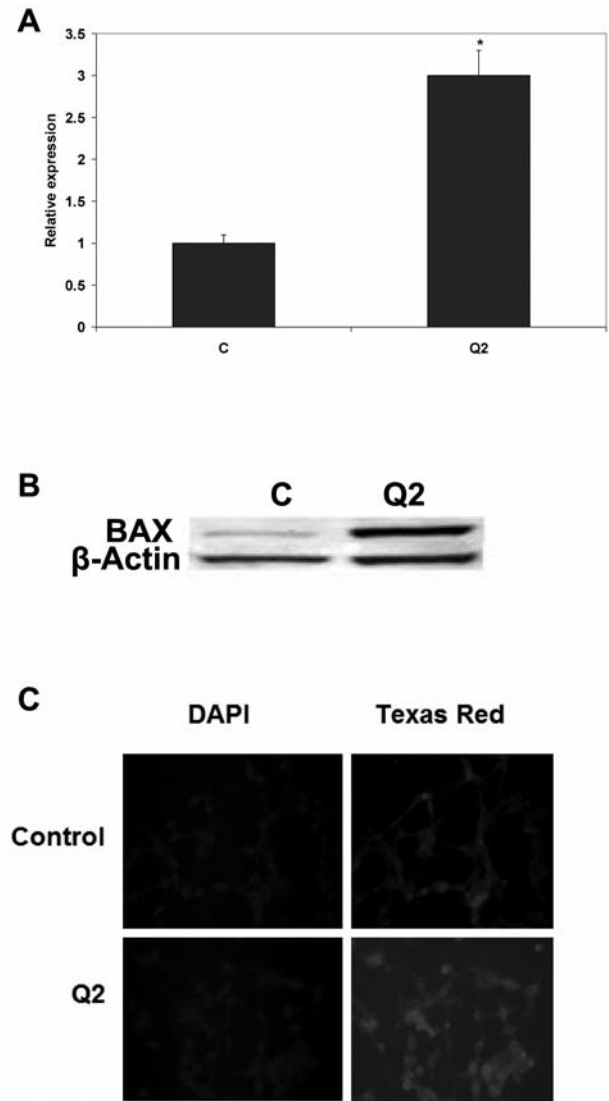 A
3.5
3
2.5
2
1.5
1
0.5
0
Relative expression
*
C Q2
B
C Q2
BAX
β-Actin
C
DAPI Texas Red
Control
Q2